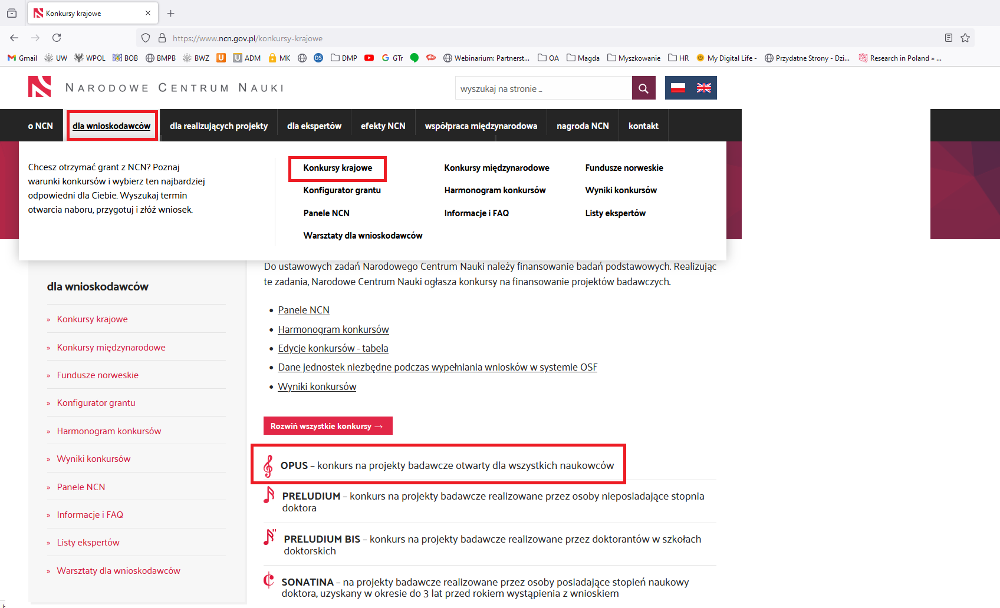 Konkursy krajowe
https://www.ncn.gov.pl/konkursy-krajowe
Gmail UW WPOL BOB BMPB BWZ ADM MK DS DMP GTr Webinarium: Partnerst... OA Magda Myszkowanie HR My Digital Life - Przydatne Strony - Dzi... Research in Poland » ...
NARODOWE CENTRUM NAUKI
wyszukaj na stronie ...
o NCN dla wnioskodawców dla realizujących projekty dla ekspertów efekty NCN współpraca międzynarodowa nagroda NCN kontakt
Chcesz otrzymać grant z NCN? Poznaj
warunki konkursów i wybierz ten najbardziej
odpowiedni dla Ciebie. Wyszukaj termin
otwarcia naboru, przygotuj i złóż wniosek.
Konkursy krajowe Konkursy międzynarodowe Fundusze norweskie
Konfigurator grantu Harmonogram konkursów Wyniki konkursów
Panele NCN Informacje i FAQ Listy ekspertów
Warsztaty dla wnioskodawców
dla wnioskodawców
» Konkursy krajowe
» Konkursy międzynarodowe
» Fundusze norweskie
» Konfigurator grantu
» Harmonogram konkursów
» Wyniki konkursów
» Panele NCN
» Informacje i FAQ
» Listy ekspertów
» Warsztaty dla wnioskodawców
Do ustawowych zadań Narodowego Centrum Nauki należy finansowanie badań podstawowych. Realizując
te zadania, Narodowe Centrum Nauki ogłasza konkursy na finansowanie projektów badawczych.
• Panele NCN
• Harmonogram konkursów
• Edycje konkursów - tabela
• Dane jednostek niezbędne podczas wypełniania wniosków w systemie OSF
• Wyniki konkursów
Rozwiń wszystkie konkursy →
OPUS – konkurs na projekty badawcze otwarty dla wszystkich naukowców
PRELUDIUM – konkurs na projekty badawcze realizowane przez osoby nieposiadające stopnia
doktora
PRELUDIUM BIS – konkurs na projekty badawcze realizowane przez doktorantów w szkołach
doktorskich
SONATINA – na projekty badawcze realizowane przez osoby posiadające stopień naukowy
doktora, uzyskany w okresie do 3 lat przed rokiem wystąpienia z wnioskiem